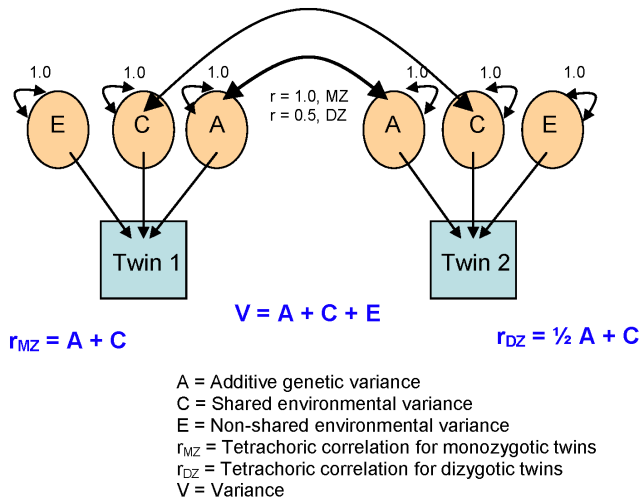 1.0 1.0 1.0 1.0 1.0 1.0
E C A A C E
r = 1.0, MZ
r = 0.5, DZ
Twin 1 Twin 2
V = A + C + E
rMZ = A + C rDZ = ½ A + C
A = Additive genetic variance
C = Shared environmental variance
E = Non-shared environmental variance
rMZ = Tetrachoric correlation for monozygotic twins
rDZ = Tetrachoric correlation for dizygotic twins
V = Variance